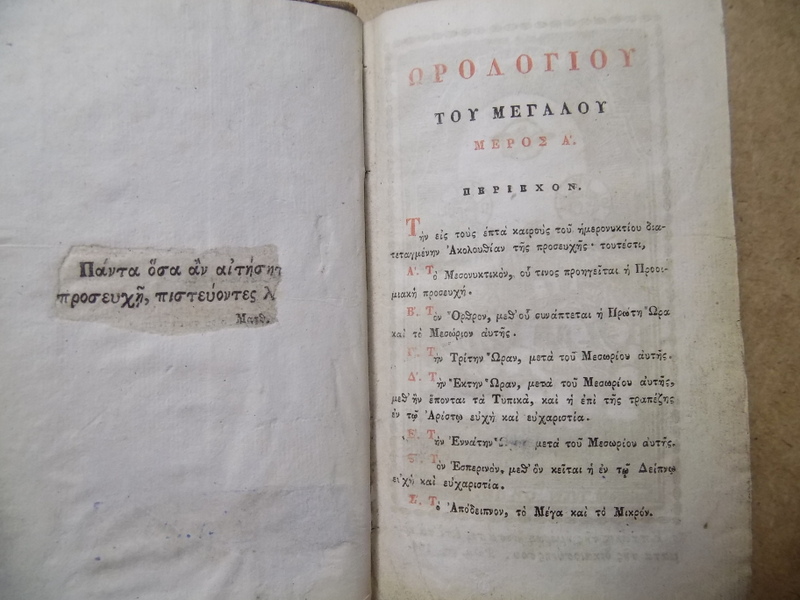 Πάντα ὅσα ἂν αἰτήση
προσευχῇ, πιστεύοντες
Ματθ.
ΩΡΟΛΟΓΙΟΥ
ΤΟΥ ΜΕΓΑΛΟΥ
ΜΕΡΟΣ Α'.
ΠΕΡΙΕΧΟΝ.
Τὴν εἰς τοὺς ἑπτὰ καιροὺς τοῦ ἡμερονυκτίου δια-
τεταγμένην Ἀκολουθίαν τῆς προσευχῆς· τουτέστι,
Α'. Τὸ Μεσονυκτικὸν, οὗ τινος προηγεῖται ἡ Προοι-
μιακὴ προσευχή.
Β'. Τὸν Ὄρθρον, μεθ' οὗ συνάπτεται ἡ Πρώτη Ὥρα
καὶ τὸ Μεσώριον αὐτῆς.
Γ'. Τὴν Τρίτην Ὥραν, μετὰ τοῦ Μεσωρίου αὐτῆς.
Δ'. Τὴν Ἕκτην Ὥραν, μετὰ τοῦ Μεσωρίου αὐτῆς,
μεθ' ἣν ἕπονται τὰ Τυπικὰ, καὶ ἡ ἐπὶ τῆς τραπέζης
ἐν τῷ Ἀρίστῳ εὐχὴ καὶ εὐχαριστία.
Ε'. Τὴν Ἐννάτην μετὰ τοῦ Μεσωρίου αὐτῆς.
Τὸν Ἑσπερινὸν, μεθ' ὃν κεῖται ἡ ἐν τῷ Δείπνῳ
εὐχὴ καὶ εὐχαριστία.
Τὸ Ἀπόδειπνον, τὸ Μέγα καὶ τὸ Μικρόν.